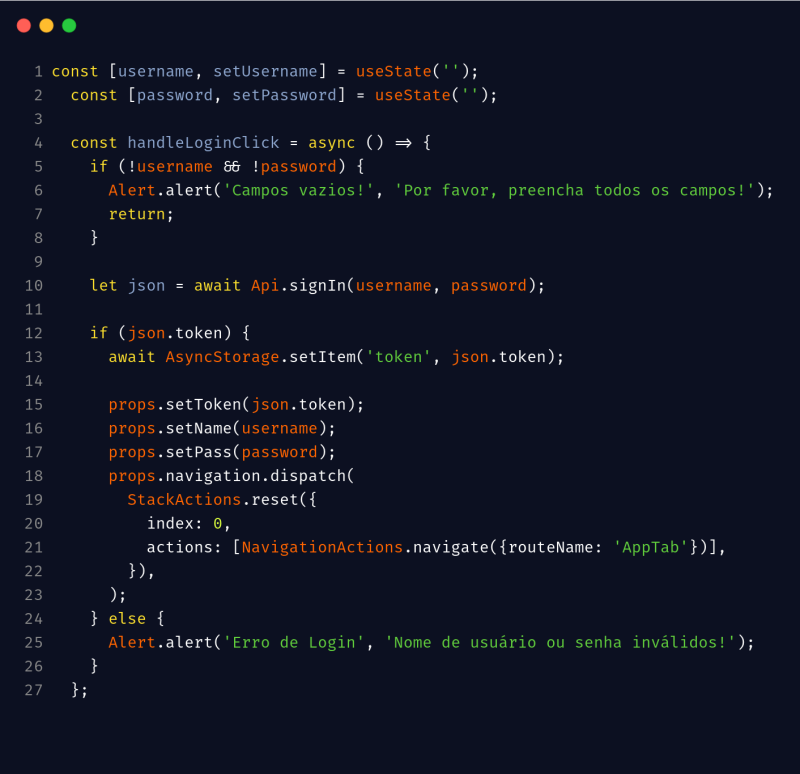 1 const [username, setUsername] = useState('');
2   const [password, setPassword] = useState('');
3
4   const handleLoginClick = async () => {
5     if (!username && !password) {
6       Alert.alert('Campos vazios!', 'Por favor, preencha todos os campos!');
7       return;
8     }
9
10     let json = await Api.signIn(username, password);
11
12     if (json.token) {
13       await AsyncStorage.setItem('token', json.token);
14
15       props.setToken(json.token);
16       props.setName(username);
17       props.setPass(password);
18       props.navigation.dispatch(
19         StackActions.reset({
20           index: 0,
21           actions: [NavigationActions.navigate({routeName: 'AppTab'})],
22         }),
23       );
24     } else {
25       Alert.alert('Erro de Login', 'Nome de usuário ou senha inválidos!');
26     }
27   };